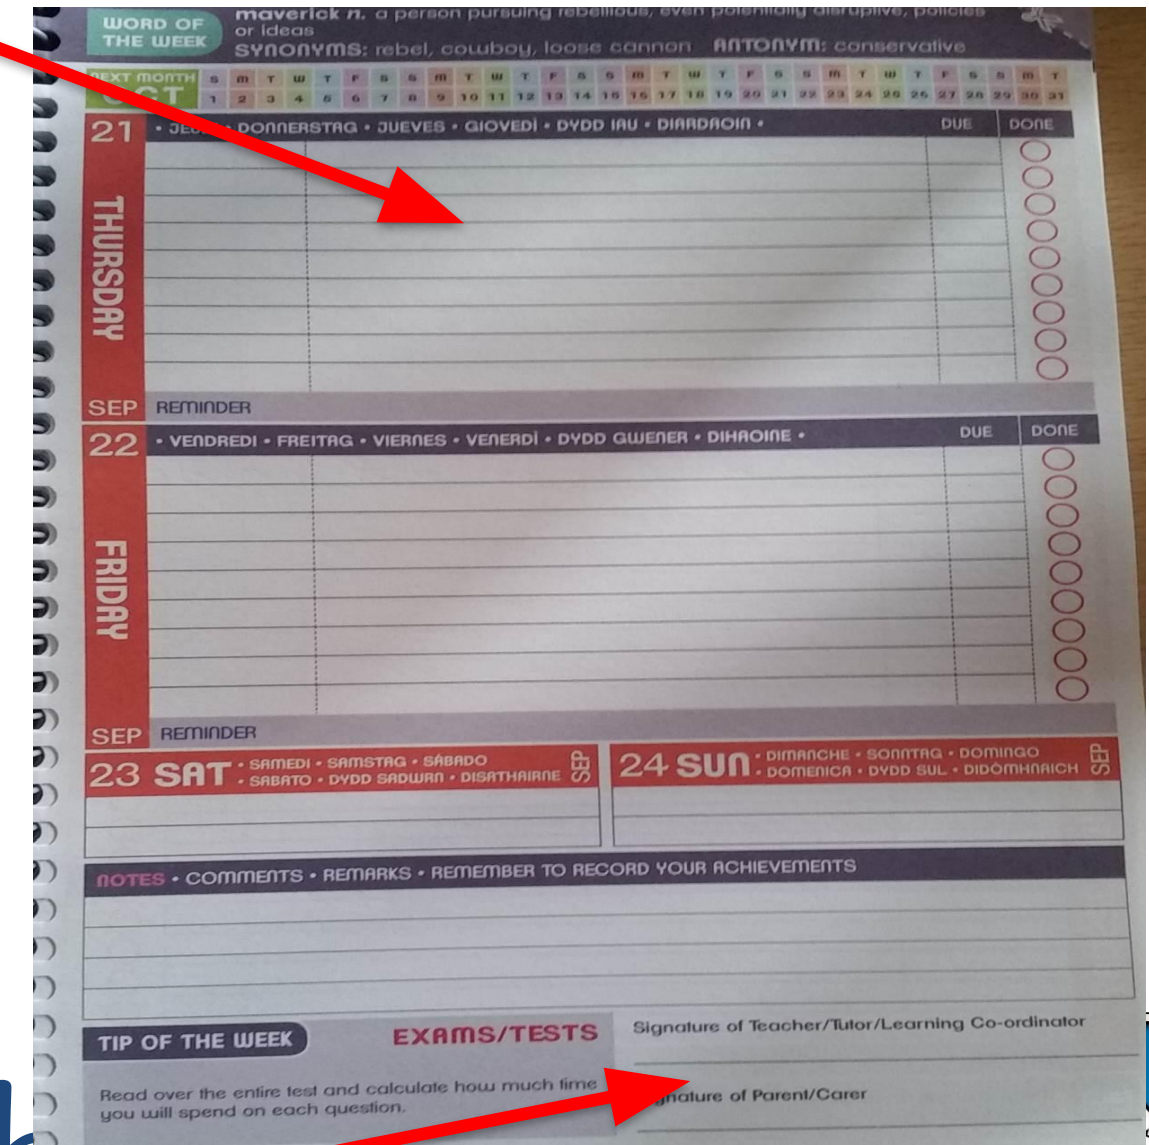 WORD OF THE WEEK
maverick n. a person pursuing rebellious, even potentially disruptive, policies
or ideas
SYNONYMS: rebel, cowboy, loose cannon ANTONYM: conservative
NEXT MONTH S M T W T F S S M T W T F S S M T W T F S S M T W T F S S M T
OCT 1 2 3 4 5 6 7 8 9 10 11 12 13 14 15 16 17 18 19 20 21 22 23 24 25 26 27 28 29 30 31
21 • • DONNERSTAG • JUEVES • GIOVEDÌ • DYDD IAU • DIARDAOIN • DUE DONE
THURSDAY
SEP REMINDER
22 • VENDREDI • FREITAG • VIERNES • VENERDÌ • DYDD GWENER • DIHAOINE • DUE DONE
FRIDAY
SEP REMINDER
23 SAT • SAMEDI • SAMSTAG • SÁBADO
• SABATO • DYDD SADWRN • DISATHAIRNE SEP
24 SUN • DIMANCHE • SONNTAG • DOMINGO
• DOMENICA • DYDD SUL • DIDÒMHNAICH SEP
NOTES • COMMENTS • REMARKS • REMEMBER TO RECORD YOUR ACHIEVEMENTS
TIP OF THE WEEK EXAMS/TESTS
Read over the entire test and calculate how much time
you will spend on each question.
Signature of Teacher/Tutor/Learning Co-ordinator
Signature of Parent/Carer